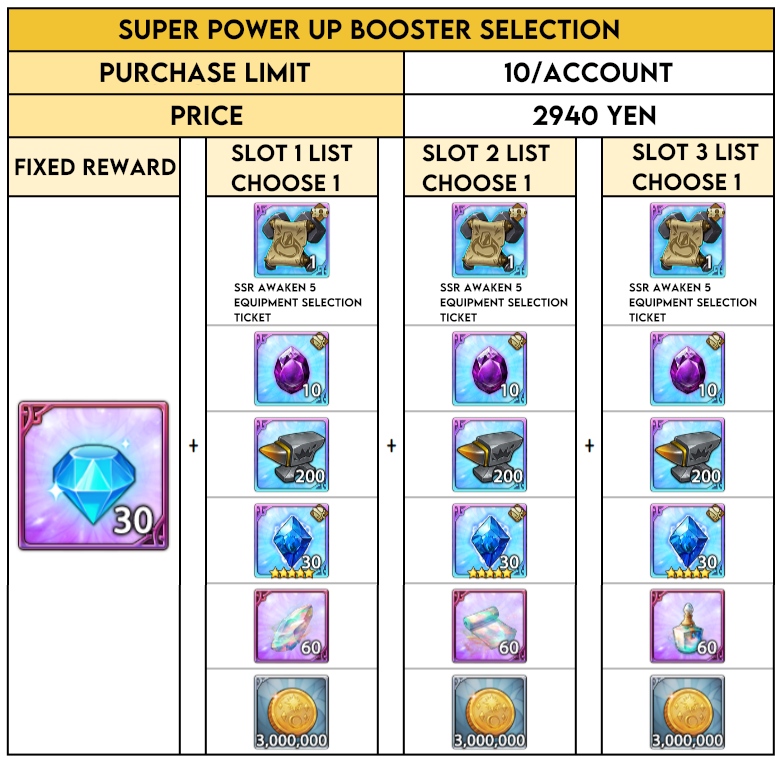 SUPER POWER UP BOOSTER SELECTION
PURCHASE LIMIT
10/ACCOUNT
PRICE
2940 YEN
FIXED REWARD
SLOT 1 LIST
CHOOSE 1
SLOT 2 LIST
CHOOSE 1
SLOT 3 LIST
CHOOSE 1
30
+
+
+
1
SSR AWAKEN 5
EQUIPMENT SELECTION
TICKET
10
200
30
60
3,000,000
1
SSR AWAKEN 5
EQUIPMENT SELECTION
TICKET
10
200
30
60
3,000,000
1
SSR AWAKEN 5
EQUIPMENT SELECTION
TICKET
10
200
30
60
3,000,000